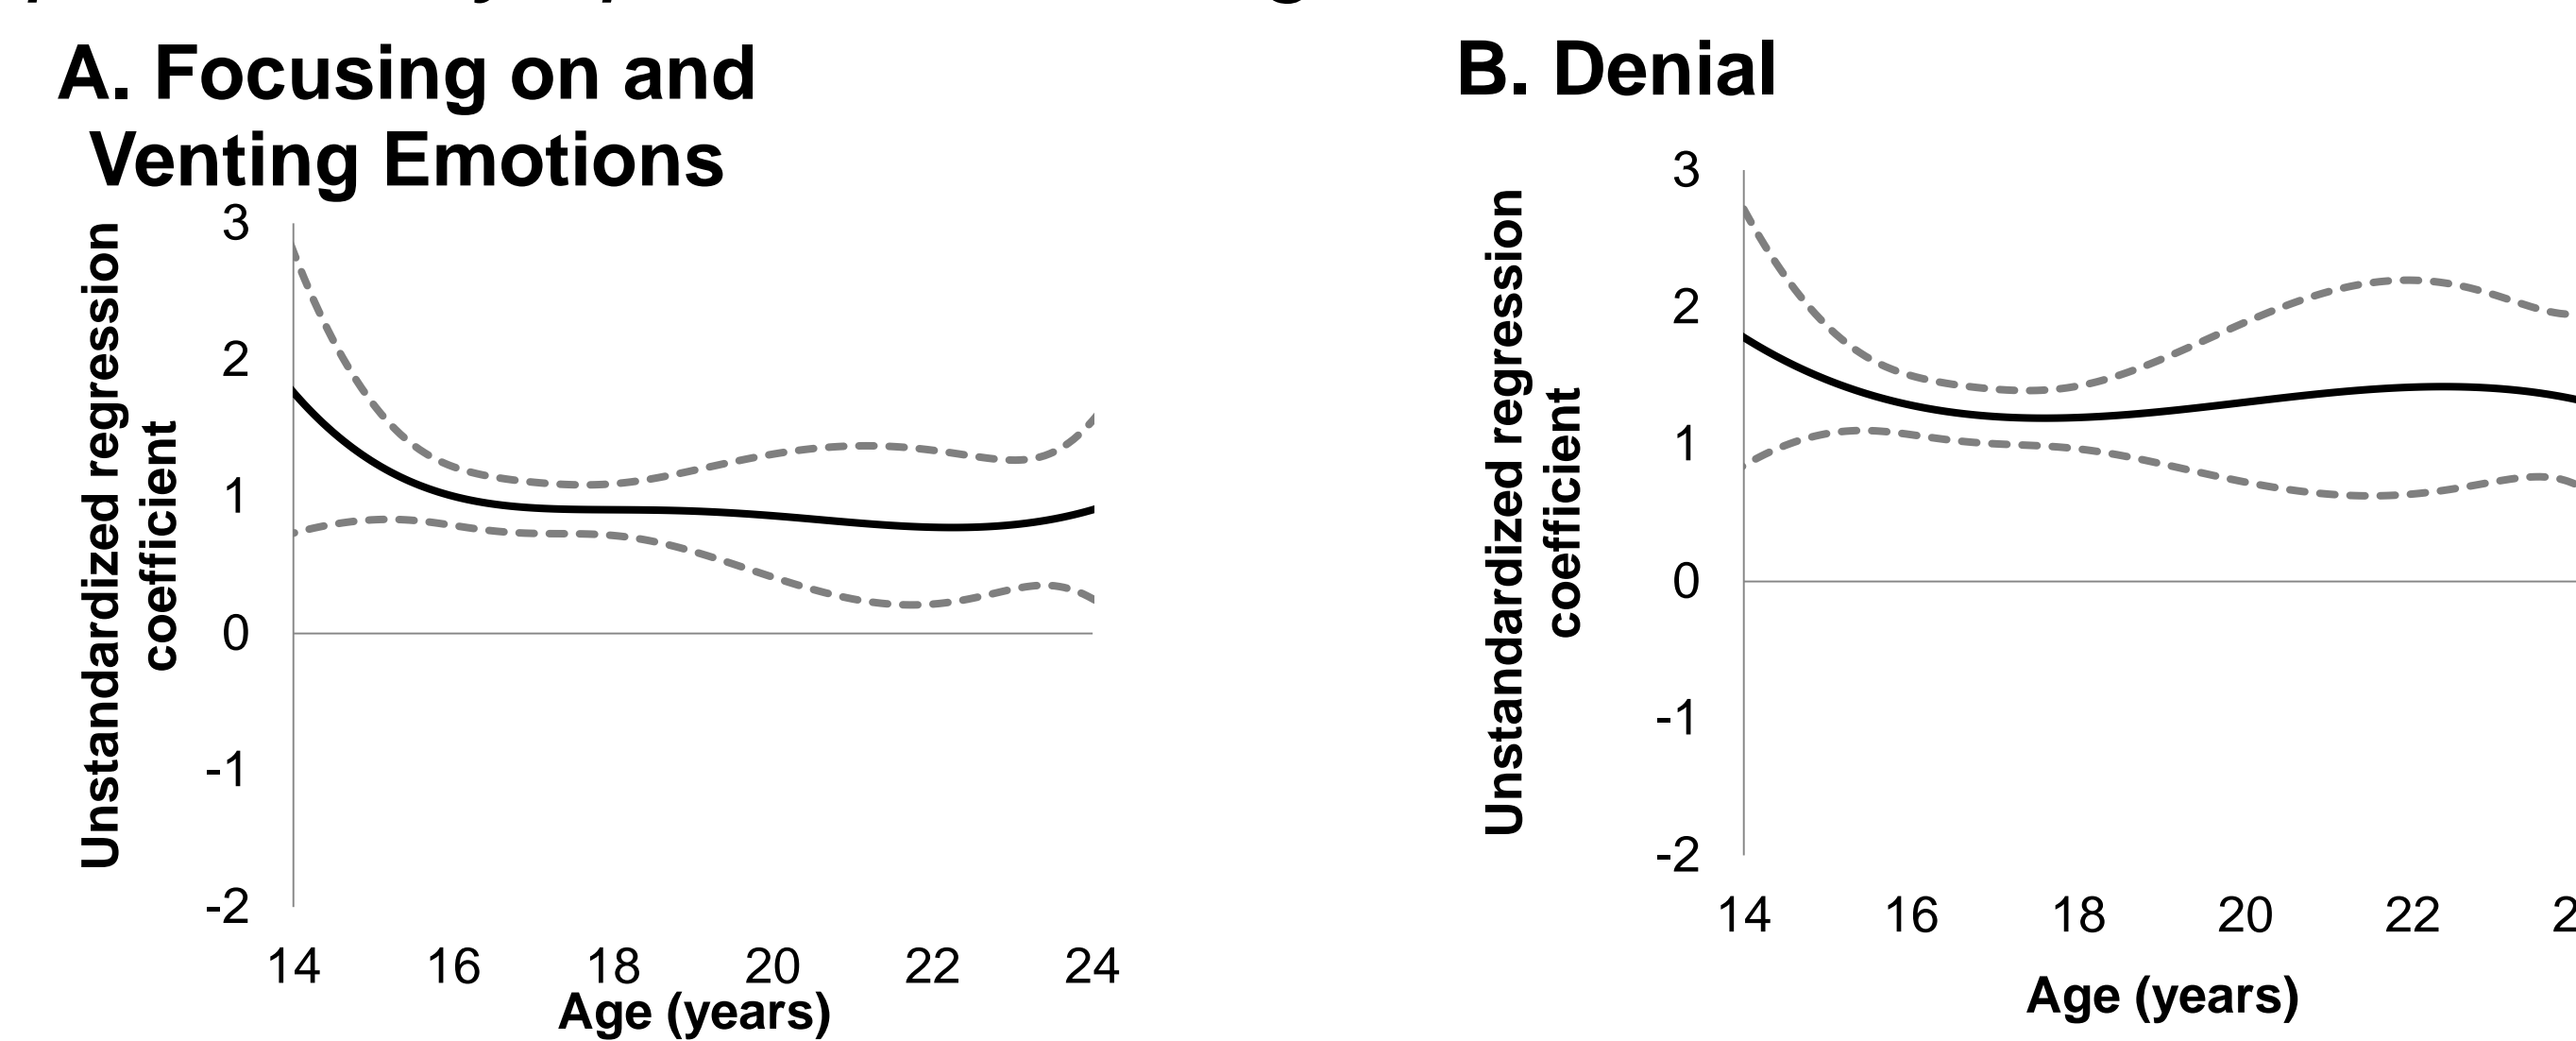 A. Focusing on and
Venting Emotions
Unstandardized regression
coefficient
3
2
1
0
-1
-2
14 16 18 20 22 24
Age (years)
B. Denial
Unstandardized regression
coefficient
3
2
1
0
-1
-2
14 16 18 20 22
Age (years)